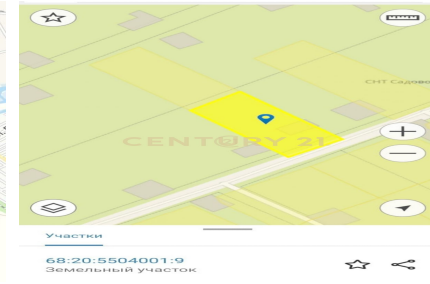 СНТ Садово
CENTURY 21
Участки
68:20:5504001:9
Земельный участок